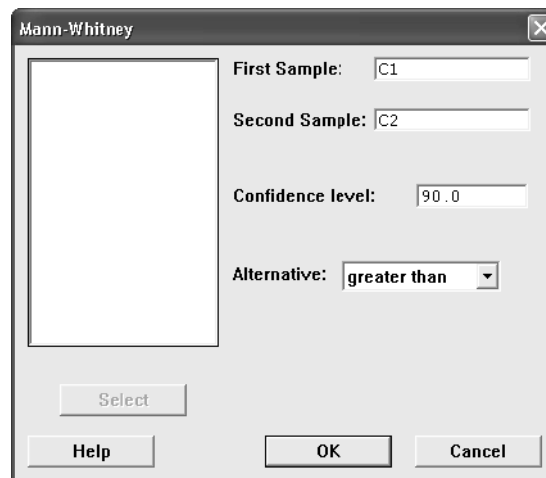 Mann-Whitney
First Sample: C1
Second Sample: C2
Confidence level: 90.0
Alternative: greater than
Select
Help OK Cancel